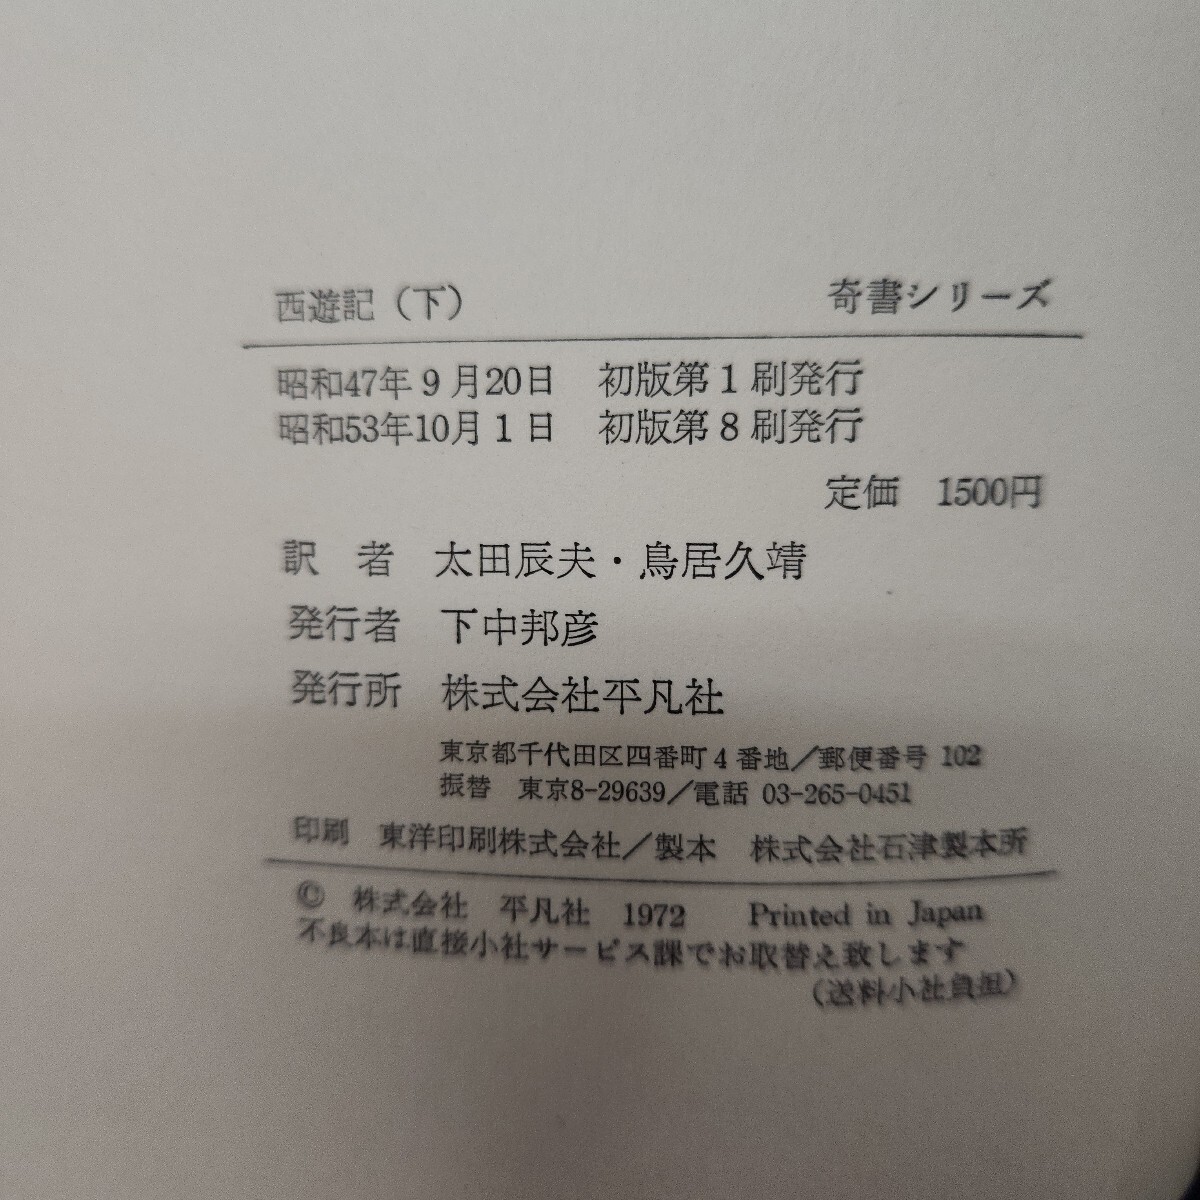 西遊記（下）　奇書シリーズ
昭和47年9月20日　初版第1刷発行
昭和53年10月1日　初版第8刷発行
定価　1500円
訳　者　太田辰夫・鳥居久靖
発行者　下中邦彦
発行所　株式会社平凡社
東京都千代田区四番町4番地／郵便番号 102
振替　東京8-29639／電話 03-265-0451
印刷　東洋印刷株式会社／製本　株式会社石津製本所
©　株式会社　平凡社　1972　Printed in Japan
不良本は直接小社サービス課でお取替え致します
（送料小社負担）